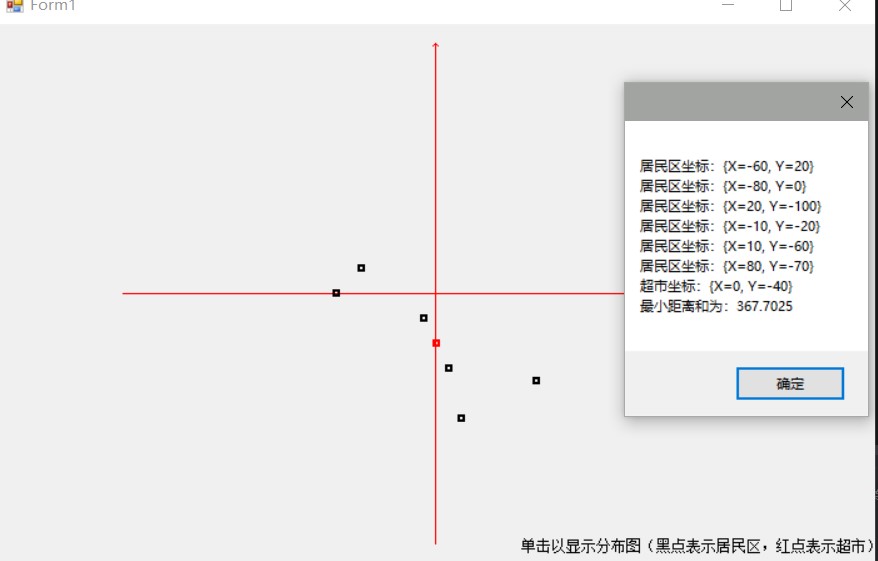 Form1
居民区坐标：{X=-60, Y=20}
居民区坐标：{X=-80, Y=0}
居民区坐标：{X=20, Y=-100}
居民区坐标：{X=-10, Y=-20}
居民区坐标：{X=10, Y=-60}
居民区坐标：{X=80, Y=-70}
超市坐标：{X=0, Y=-40}
最小距离和为：367.7025
确定
单击以显示分布图（黑点表示居民区，红点表示超市）